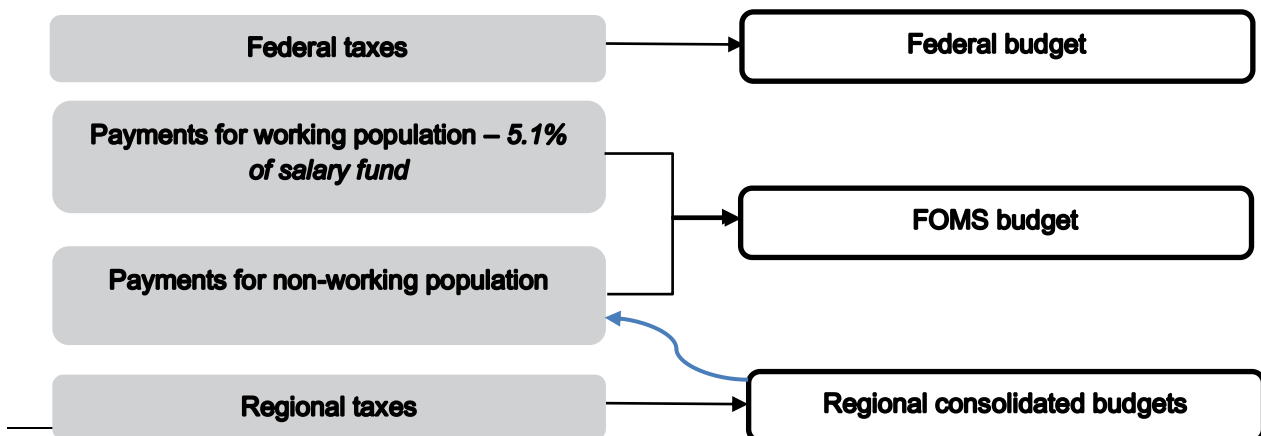 Federal taxes
Federal budget
Payments for working population – 5.1%
of salary fund
FOMS budget
Payments for non-working population
Regional taxes
Regional consolidated budgets